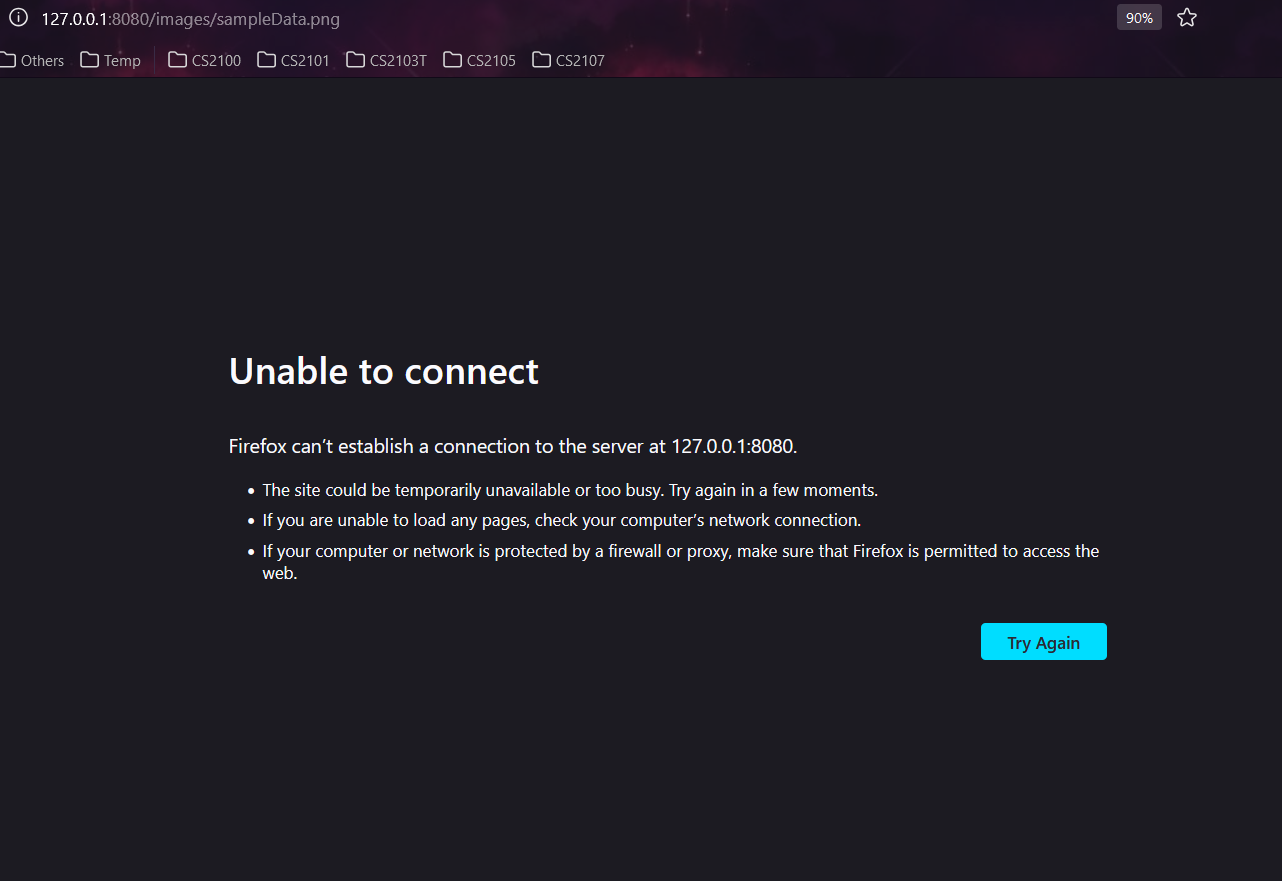 127.0.0.1:8080/images/sampleData.png 90%
Others Temp CS2100 CS2101 CS2103T CS2105 CS2107
Unable to connect
Firefox can’t establish a connection to the server at 127.0.0.1:8080.
• The site could be temporarily unavailable or too busy. Try again in a few moments.
• If you are unable to load any pages, check your computer’s network connection.
• If your computer or network is protected by a firewall or proxy, make sure that Firefox is permitted to access the
web.
Try Again